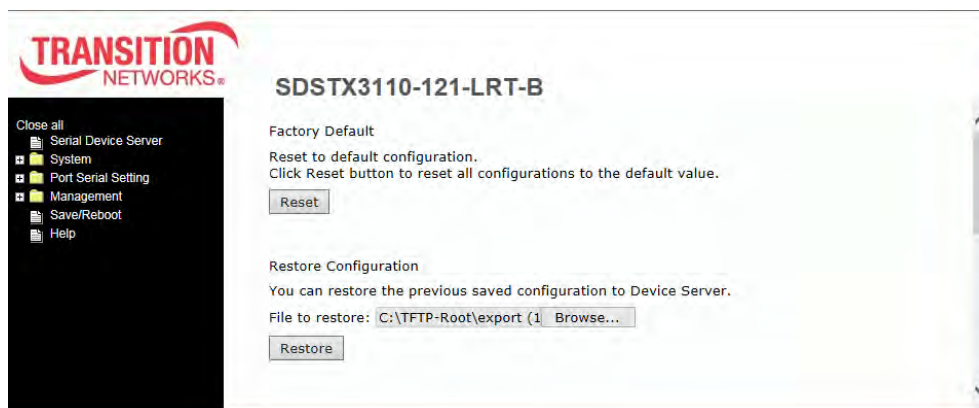 TRANSITION
NETWORKS®
SDSTX3110-121-LRT-B
Close all
Serial Device Server
System
Port Serial Setting
Management
Save/Reboot
Help
Factory Default
Reset to default configuration.
Click Reset button to reset all configurations to the default value.
Reset
Restore Configuration
You can restore the previous saved configuration to Device Server.
File to restore: C:\TFTP-Root\export (1 Browse...
Restore